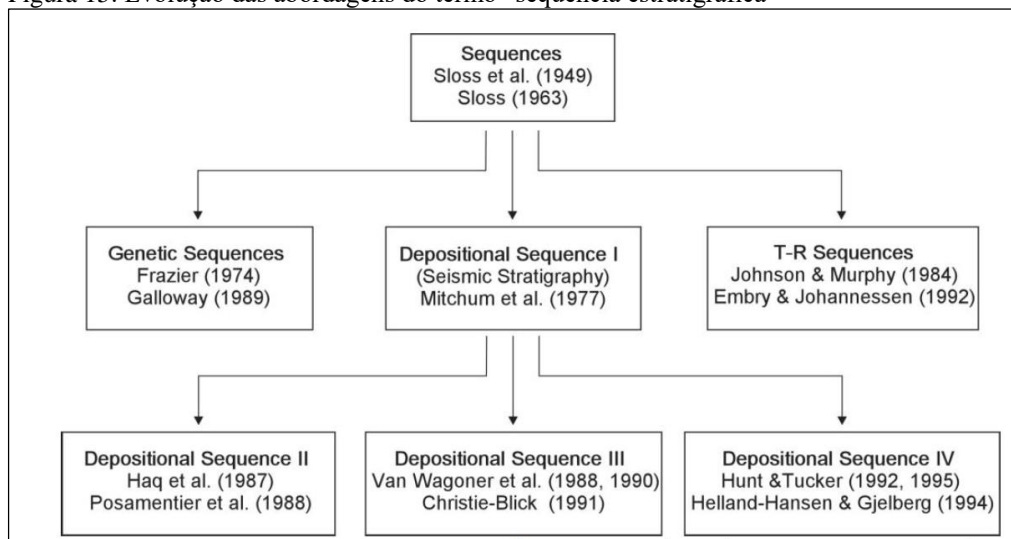 Figura 15: Evolução das abordagens do termo "sequência estratigráfica"
Sequences
Sloss et al. (1949)
Sloss (1963)
Genetic Sequences
Frazier (1974)
Galloway (1989)
Depositional Sequence I
(Seismic Stratigraphy)
Mitchum et al. (1977)
T-R Sequences
Johnson & Murphy (1984)
Embry & Johannessen (1992)
Depositional Sequence II
Haq et al. (1987)
Posamentier et al. (1988)
Depositional Sequence III
Van Wagoner et al. (1988, 1990)
Christie-Blick (1991)
Depositional Sequence IV
Hunt &Tucker (1992, 1995)
Helland-Hansen & Gjelberg (1994)